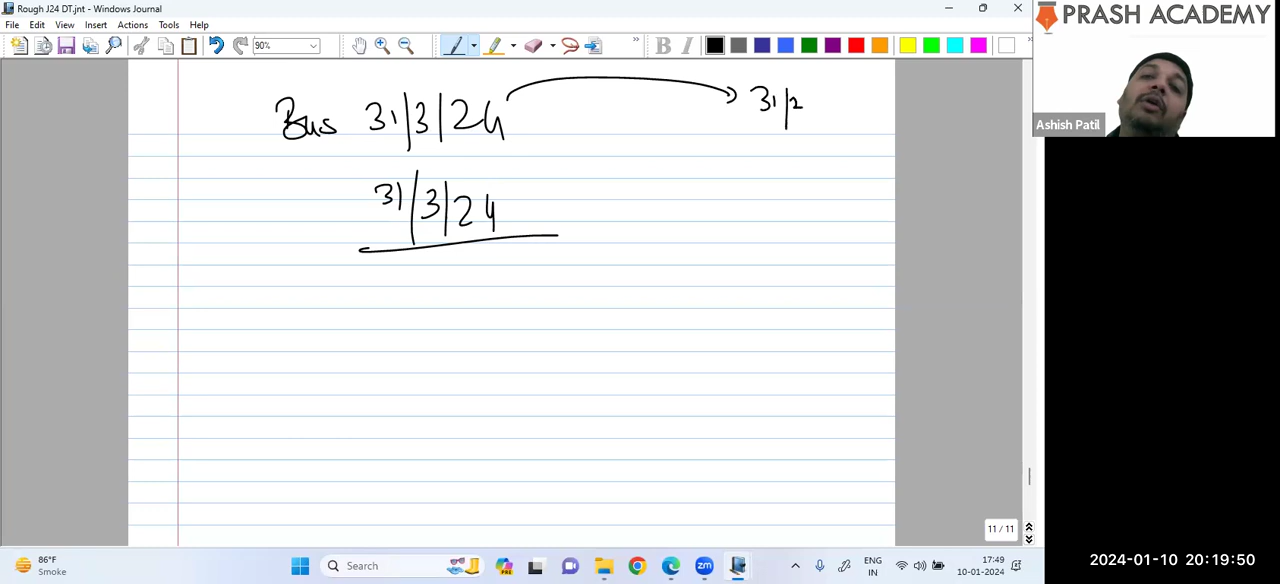 Rough J24 DT.jnt - Windows Journal
PRASH ACADEMY
File Edit View Insert Actions Tools Help
90%
B I
Bus 31/3/24 31/2
Ashish Patil
31/3/24
11 / 11
86°F
Smoke
Search
ENG
IN
17:49
10-01-2024
2024-01-10 20:19:50